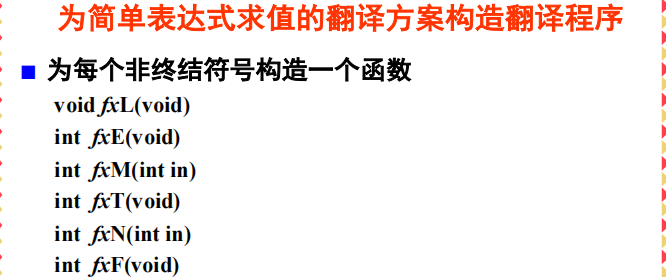 为简单表达式求值的翻译方案构造翻译程序
■ 为每个非终结符号构造一个函数
void fxL(void)
int fxE(void)
int fxM(int in)
int fxT(void)
int fxN(int in)
int fxF(void)